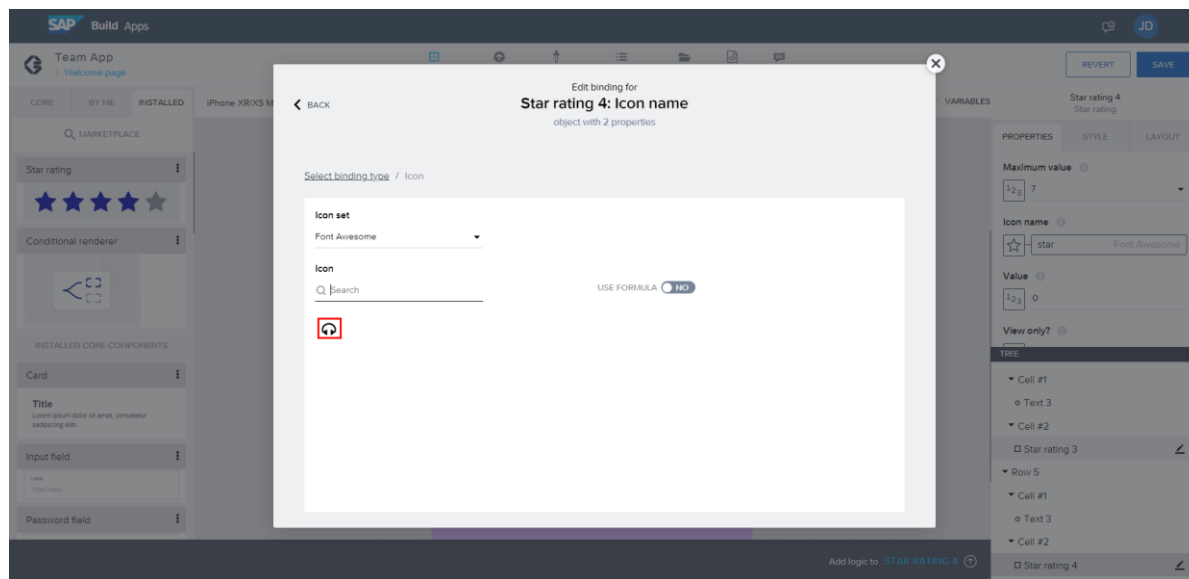 SAP Build Apps
JD
Team App
Welcome page
REVERT
SAVE
CORE
BY ME
INSTALLED
iPhone XR/XS M
VARIABLES
Star rating 4
Star rating
MARKETPLACE
PROPERTIES
STYLE
LAYOUT
Star rating
Conditional renderer
INSTALLED CORE COMPONENTS
Card
Title
Lorem ipsum dolor sit amet, consetetur
sadipscing elitr.
Input field
Label
Type here...
Password field
BACK
Edit binding for
Star rating 4: Icon name
object with 2 properties
Select binding type / Icon
Icon set
Font Awesome
Icon
Search
USE FORMULA
NO
Maximum value
123 7
Icon name
star
Font Awesome
Value
123 0
View only?
TREE
Cell #1
Text 3
Cell #2
Star rating 3
Row 5
Cell #1
Text 3
Cell #2
Star rating 4
Add logic to STAR RATING 4